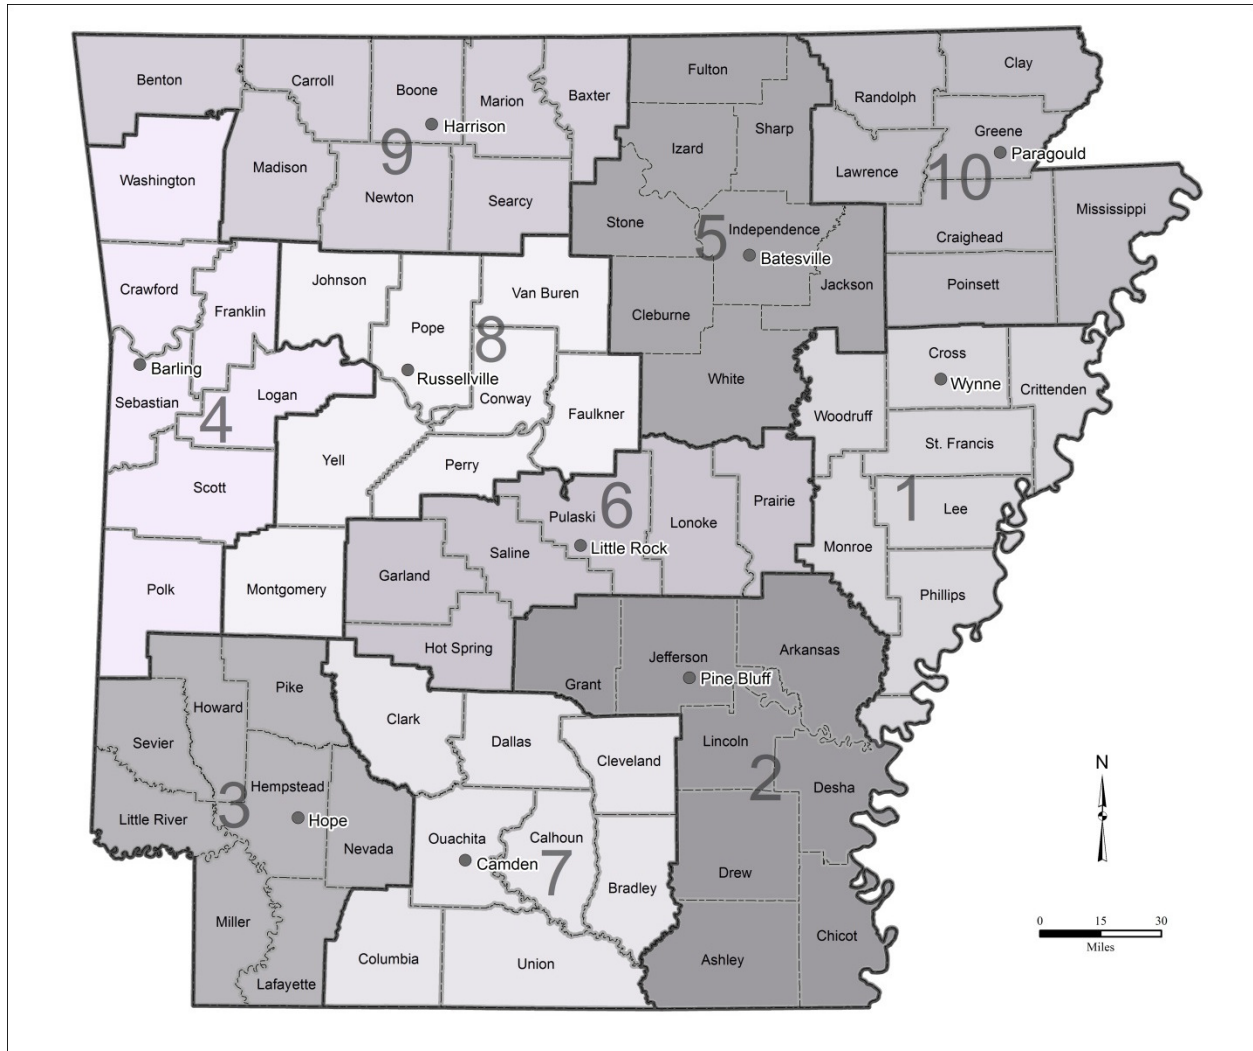 Benton
Carroll
Boone
Marion
Baxter
Fulton
Randolph
Clay
Harrison
Sharp
Greene
Izard
Paragould
9
Madison
Lawrence
10
Washington
Newton
Searcy
Stone
Independence
Mississippi
5
Craighead
Batesville
Johnson
Crawford
Van Buren
Jackson
Poinsett
Franklin
Cleburne
Pope
8
Cross
Barling
Russellville
White
Wynne
Crittenden
Logan
Sebastian
Conway
Faulkner
Woodruff
4
St. Francis
Yell
Perry
Scott
6
Prairie
1
Pulaski
Lonoke
Lee
Little Rock
Saline
Monroe
Garland
Polk
Montgomery
Phillips
Hot Spring
Jefferson
Arkansas
Pine Bluff
Grant
Pike
Howard
Clark
Sevier
Dallas
Lincoln
Cleveland
N
2
Hempstead
Desha
3
Little River
Hope
Ouachita
Calhoun
Nevada
Camden
7
Drew
Bradley
Miller
0 15 30
Chicot
Miles
Columbia
Union
Ashley
Lafayette